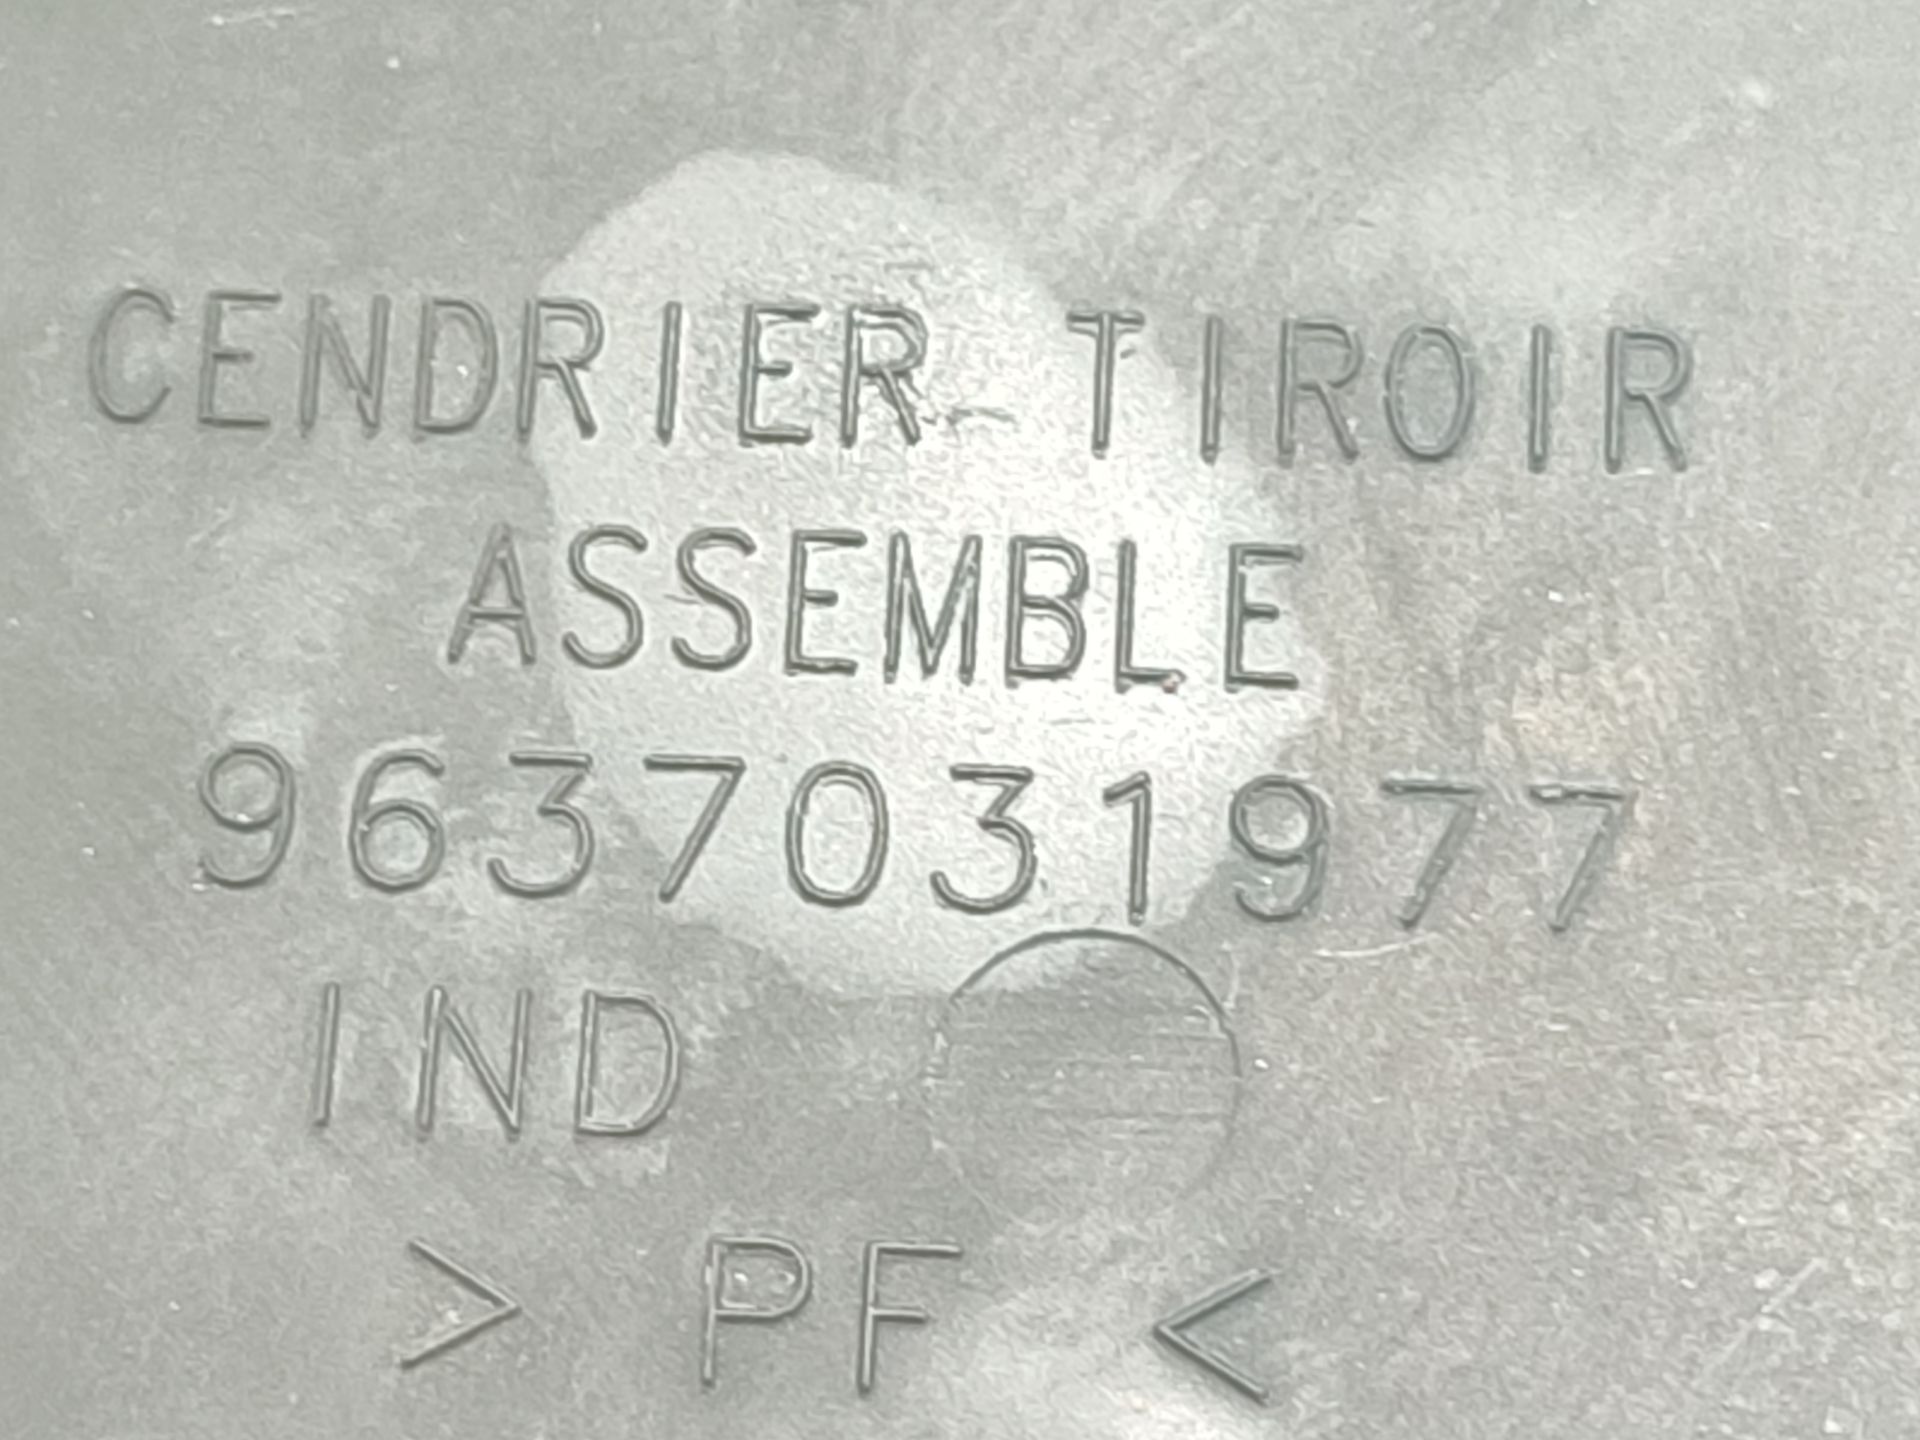 CENDRIER TIROIR
ASSEMBLE
9637031977
IND
> PF <